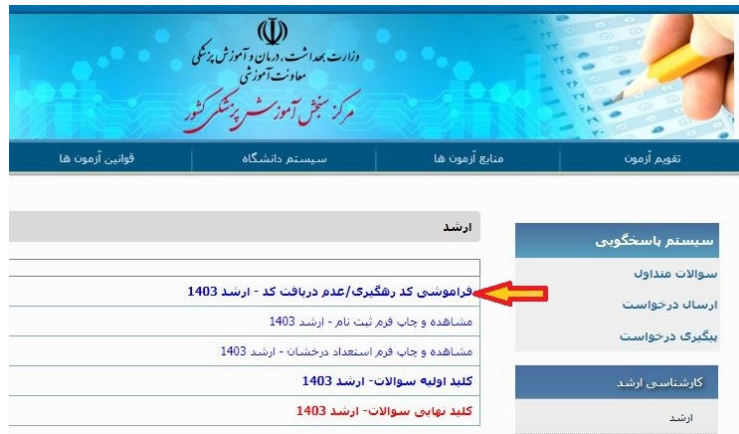 وزارت بهداشت، درمان و آموزش پزشکی
معاونت آموزشی
مرکز سنجش آموزش پزشکی کشور
تقویم آزمون
منابع آزمون ها
سیستم دانشگاه
قوانین آزمون ها
سیستم پاسخگویی
سوالات متداول
ارسال درخواست
پیگیری درخواست
کارشناسی ارشد
ارشد
ارشد
فراموشی کد رهگیری/عدم دریافت کد - ارشد 1403
مشاهده و چاپ فرم ثبت نام - ارشد 1403
مشاهده و چاپ فرم استعداد درخشان - ارشد 1403
کلید اولیه سوالات- ارشد 1403
کلید نهایی سوالات- ارشد 1403